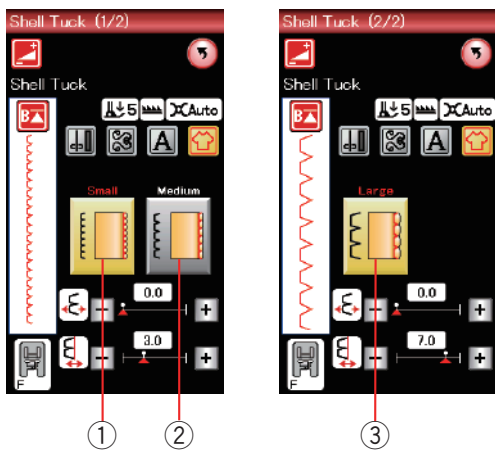 Shell Tuck (1/2)
Shell Tuck
B
5
Auto
A
Small Medium
0.0
3.0
F
1
2
Shell Tuck (2/2)
Shell Tuck
B
5
Auto
A
Large
0.0
7.0
F
3